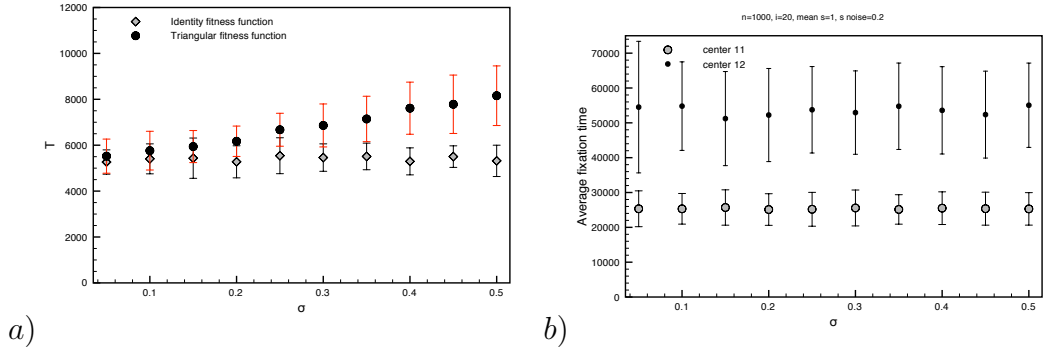 12000
10000
8000
6000
4000
2000
0
T
Identity fitness function
Triangular fitness function
0.1 0.2 0.3 0.4 0.5
σ
a)
n=1000, i=20, mean s=1, s noise=0.2
70000
60000
50000
40000
30000
20000
10000
0
Average fixation time
center 11
center 12
0.1 0.2 0.3 0.4 0.5
σ
b)